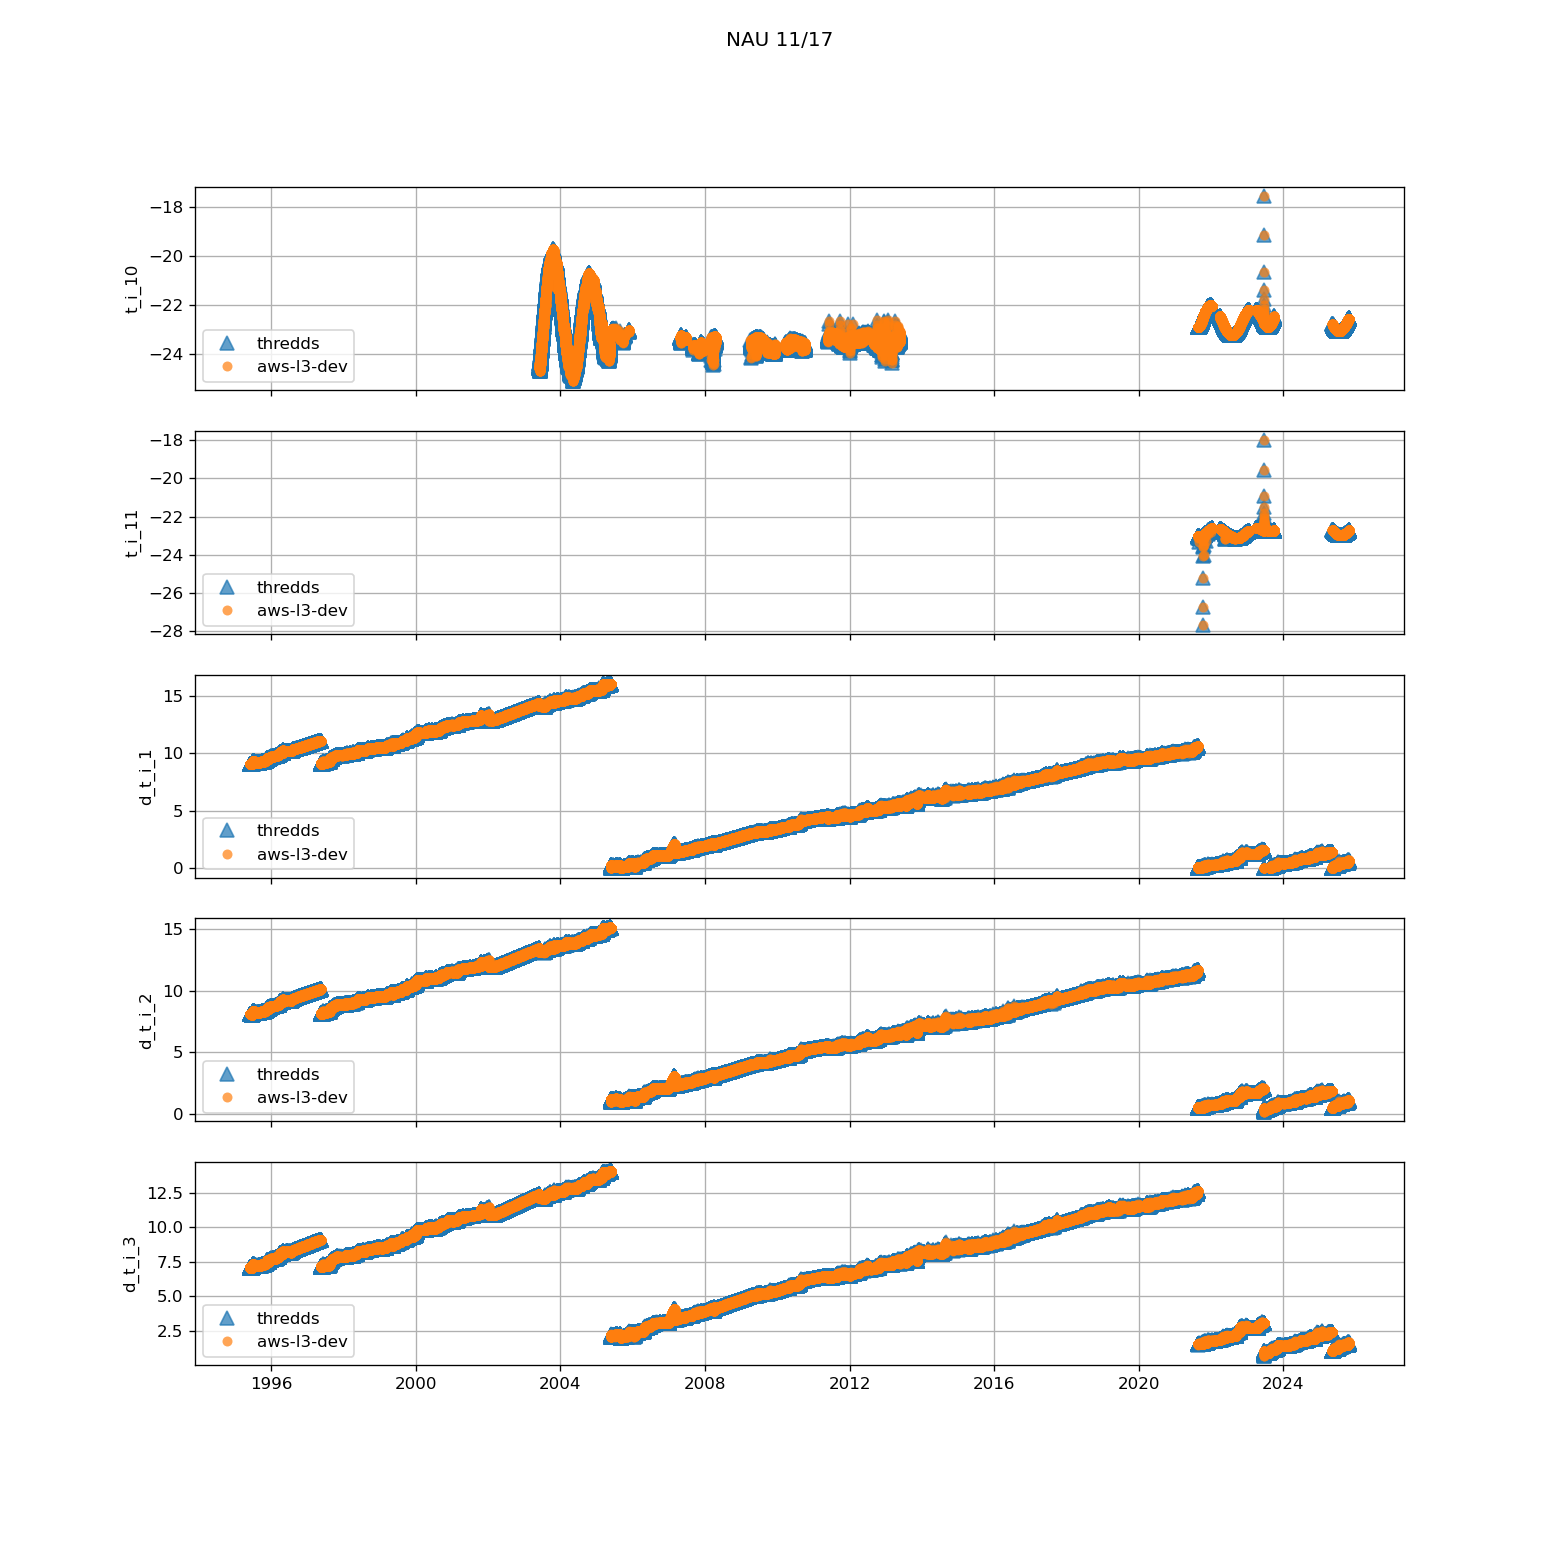 NAU 11/17
t_i_10
−18
−20
−22
−24
thredds
aws-l3-dev
t_i_11
−18
−20
−22
−24
−26
−28
thredds
aws-l3-dev
d_t_i_1
15
10
5
0
thredds
aws-l3-dev
d_t_i_2
15
10
5
0
thredds
aws-l3-dev
d_t_i_3
12.5
10.0
7.5
5.0
2.5
thredds
aws-l3-dev
1996 2000 2004 2008 2012 2016 2020 2024